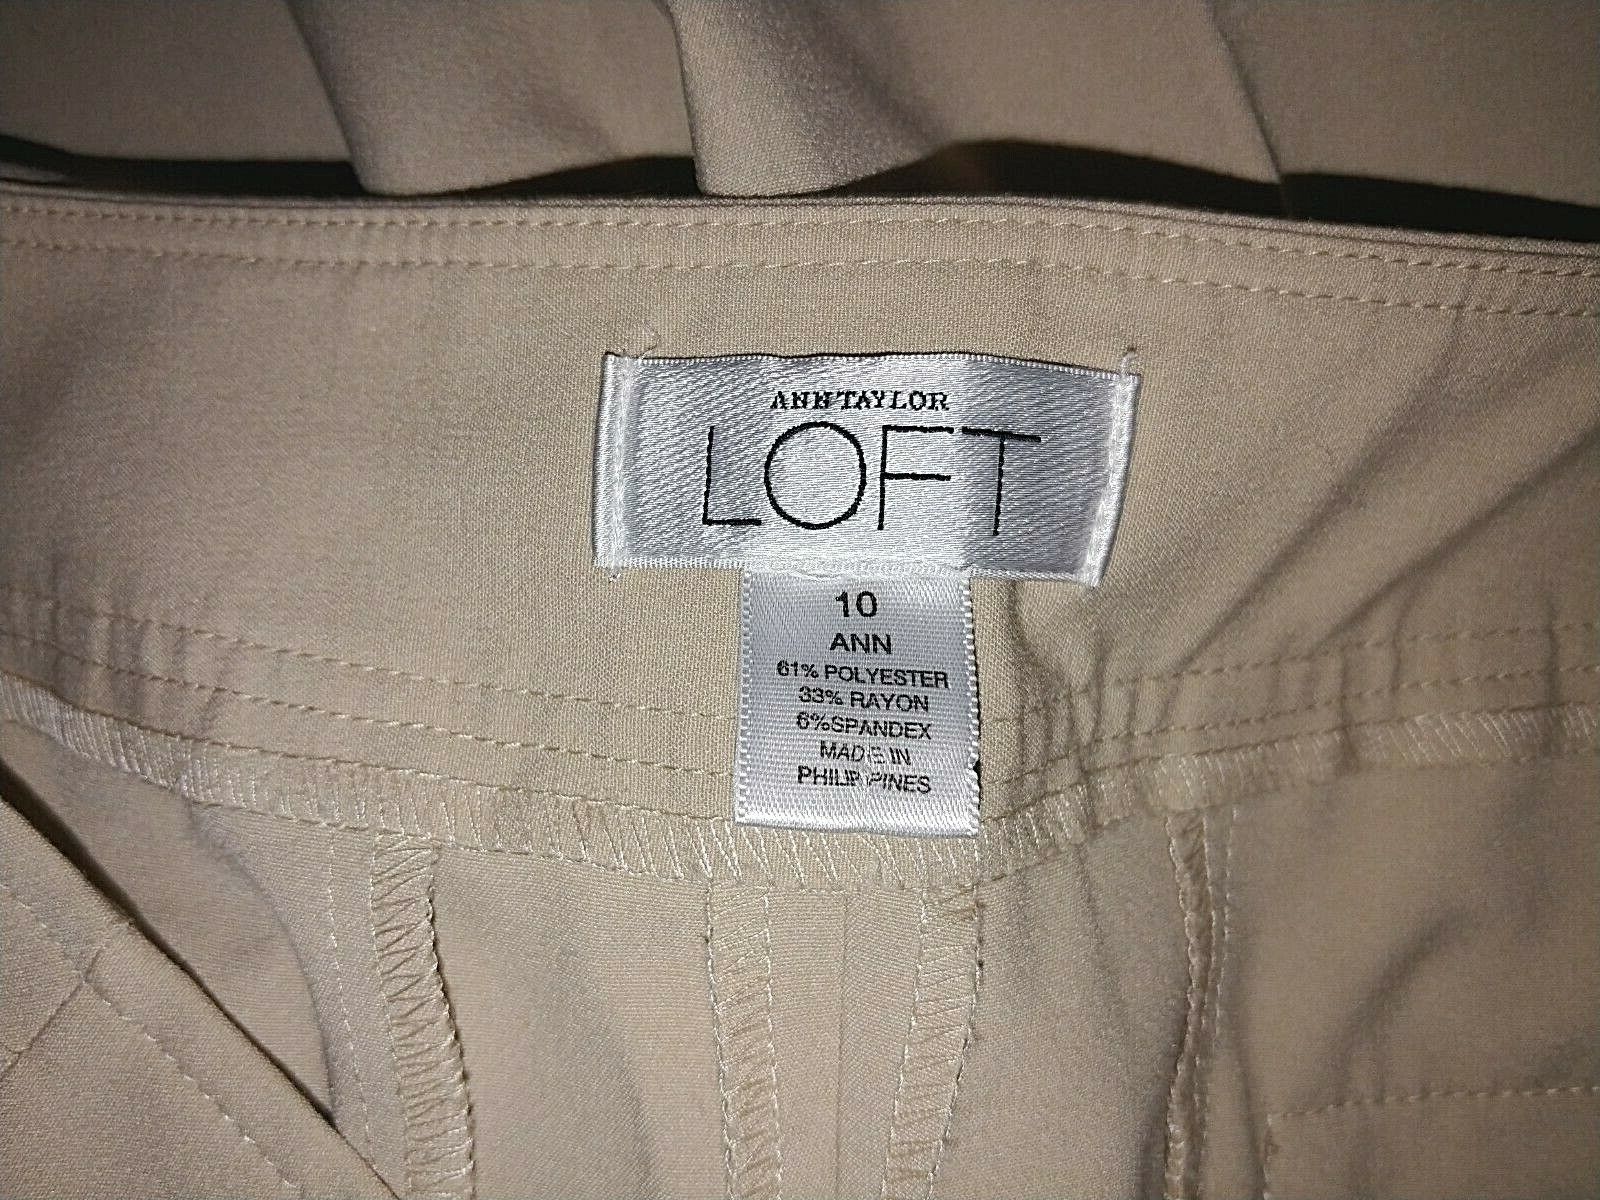 ANN TAYLOR
LOFT
10
ANN
61% POLYESTER
33% RAYON
6%SPANDEX
MADE IN
PHILIPPINES